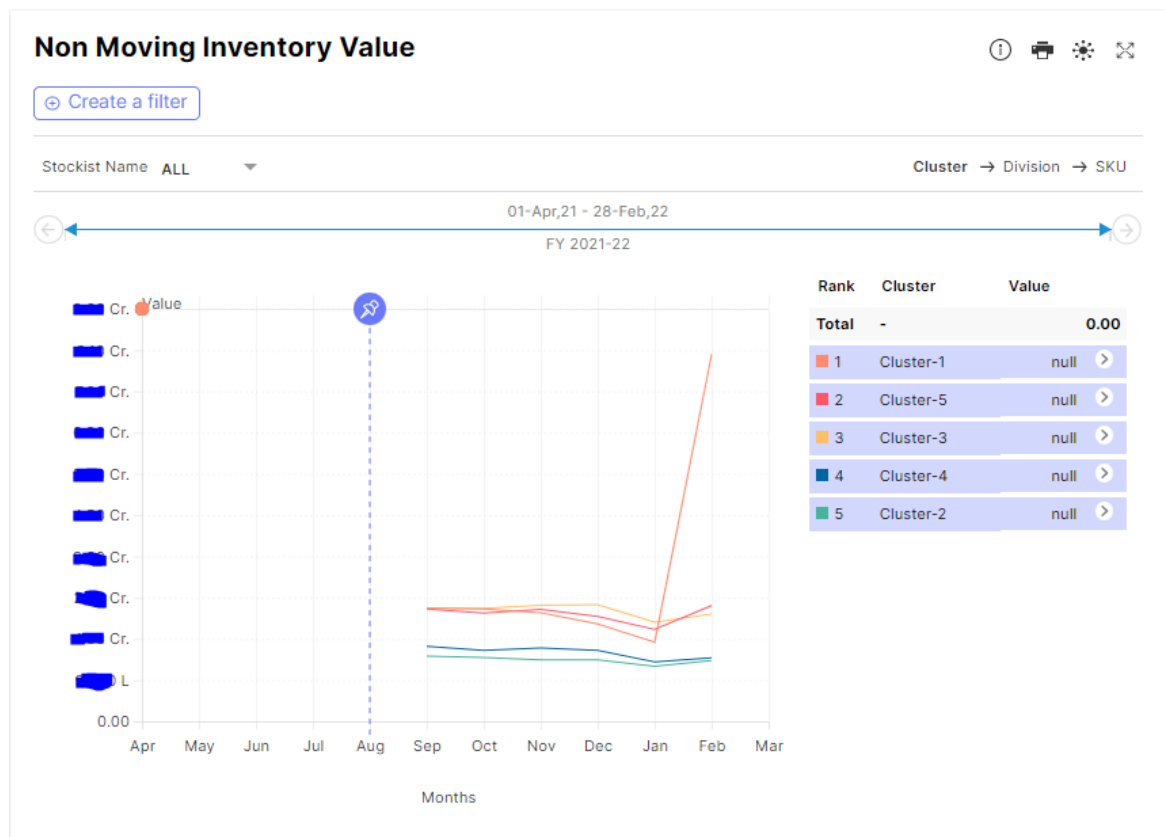 Non Moving Inventory Value
Create a filter
Stockist Name ALL
Cluster → Division → SKU
01-Apr,21 - 28-Feb,22
FY 2021-22
Value
Cr.
Cr.
Cr.
Cr.
Cr.
Cr.
Cr.
Cr.
Cr.
L
0.00
Apr May Jun Jul Aug Sep Oct Nov Dec Jan Feb Mar
Months
Rank Cluster Value
Total - 0.00
1 Cluster-1 null
2 Cluster-5 null
3 Cluster-3 null
4 Cluster-4 null
5 Cluster-2 null